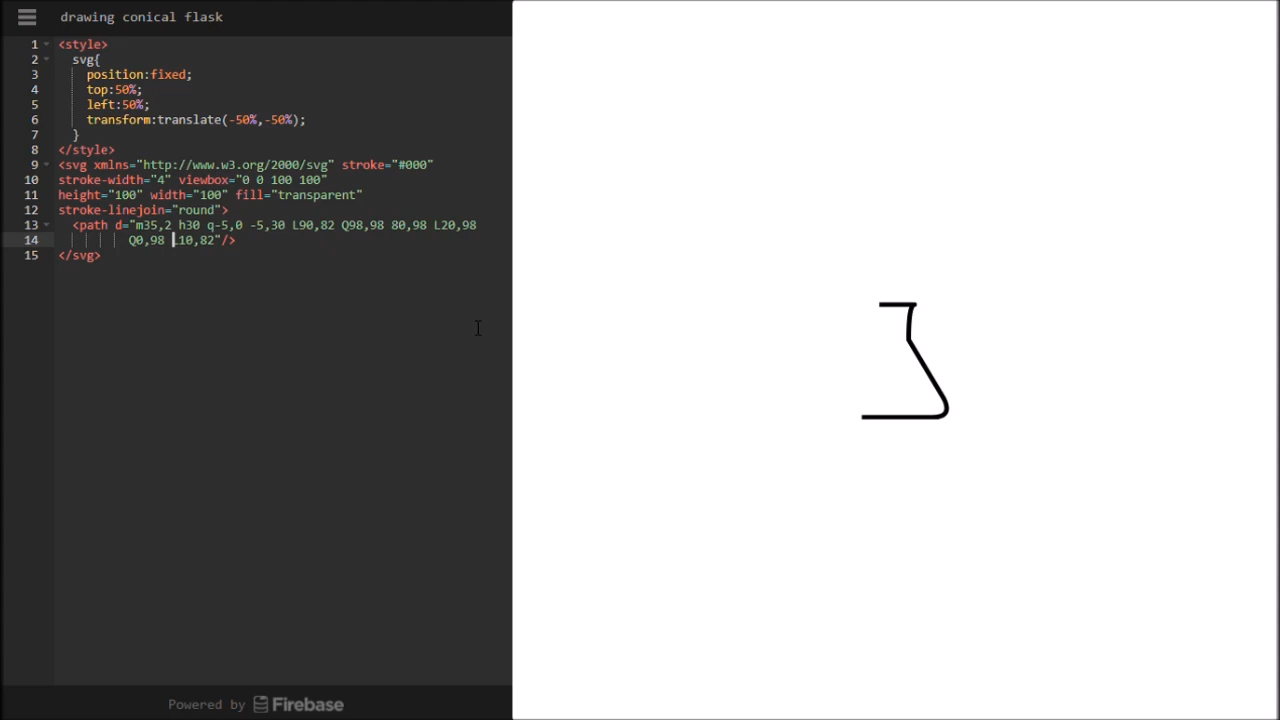 drawing conical flask
1 <style>
2 svg{
3 position:fixed;
4 top:50%;
5 left:50%;
6 transform:translate(-50%,-50%);
7 }
8 </style>
9 <svg xmlns="http://www.w3.org/2000/svg" stroke="#000"
10 stroke-width="4" viewbox="0 0 100 100"
11 height="100" width="100" fill="transparent"
12 stroke-linejoin="round">
13 <path d="m35,2 h30 q-5,0 -5,30 L90,82 Q98,98 80,98 L20,98
14 Q0,98 L10,82"/>
15 </svg>
Powered by Firebase